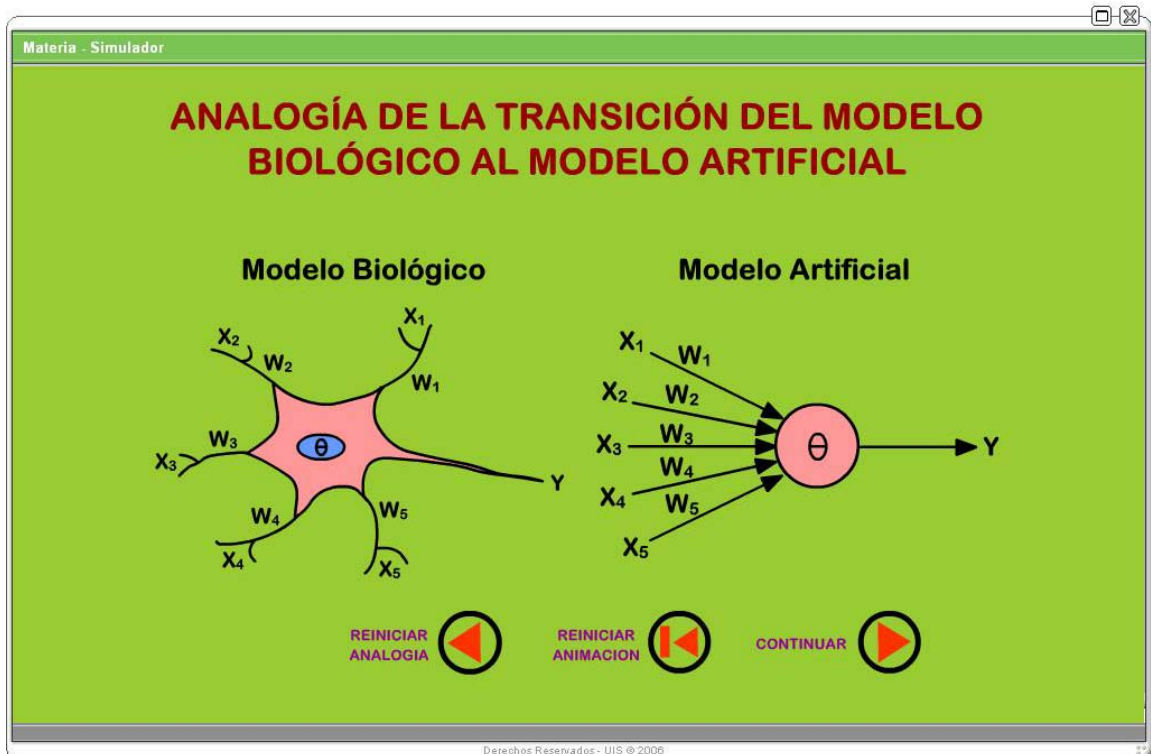 Materia - Simulador
ANALOGÍA DE LA TRANSICIÓN DEL MODELO
BIOLÓGICO AL MODELO ARTIFICIAL
Modelo Biológico
X₁
X₂
W₂
W₁
W₃
X₃
θ
Y
W₄
W₅
X₄
X₅
Modelo Artificial
X₁
W₁
X₂
W₂
X₃
W₃
θ
Y
W₄
X₄
W₅
X₅
REINICIAR
ANALOGIA
REINICIAR
ANIMACION
CONTINUAR
Derechos Reservados - UIS © 2006